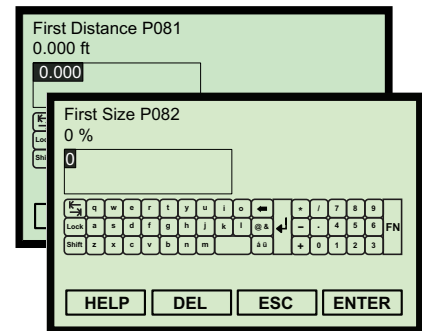 First Distance P081
0.000 ft
0.000
Loc
Shi
First Size P082
0 %
0
q w e r t y u i o * / 7 8 9
Lock a s d f g h j k l @ & - . 4 5 6 FN
Shift z x c v b n m á ü + 0 1 2 3
HELP DEL ESC ENTER